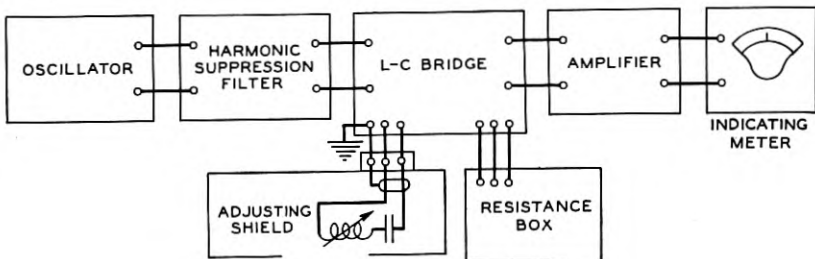 OSCILLATOR
HARMONIC
SUPPRESSION
FILTER
L-C BRIDGE
AMPLIFIER
INDICATING
METER
ADJUSTING
SHIELD
RESISTANCE
BOX